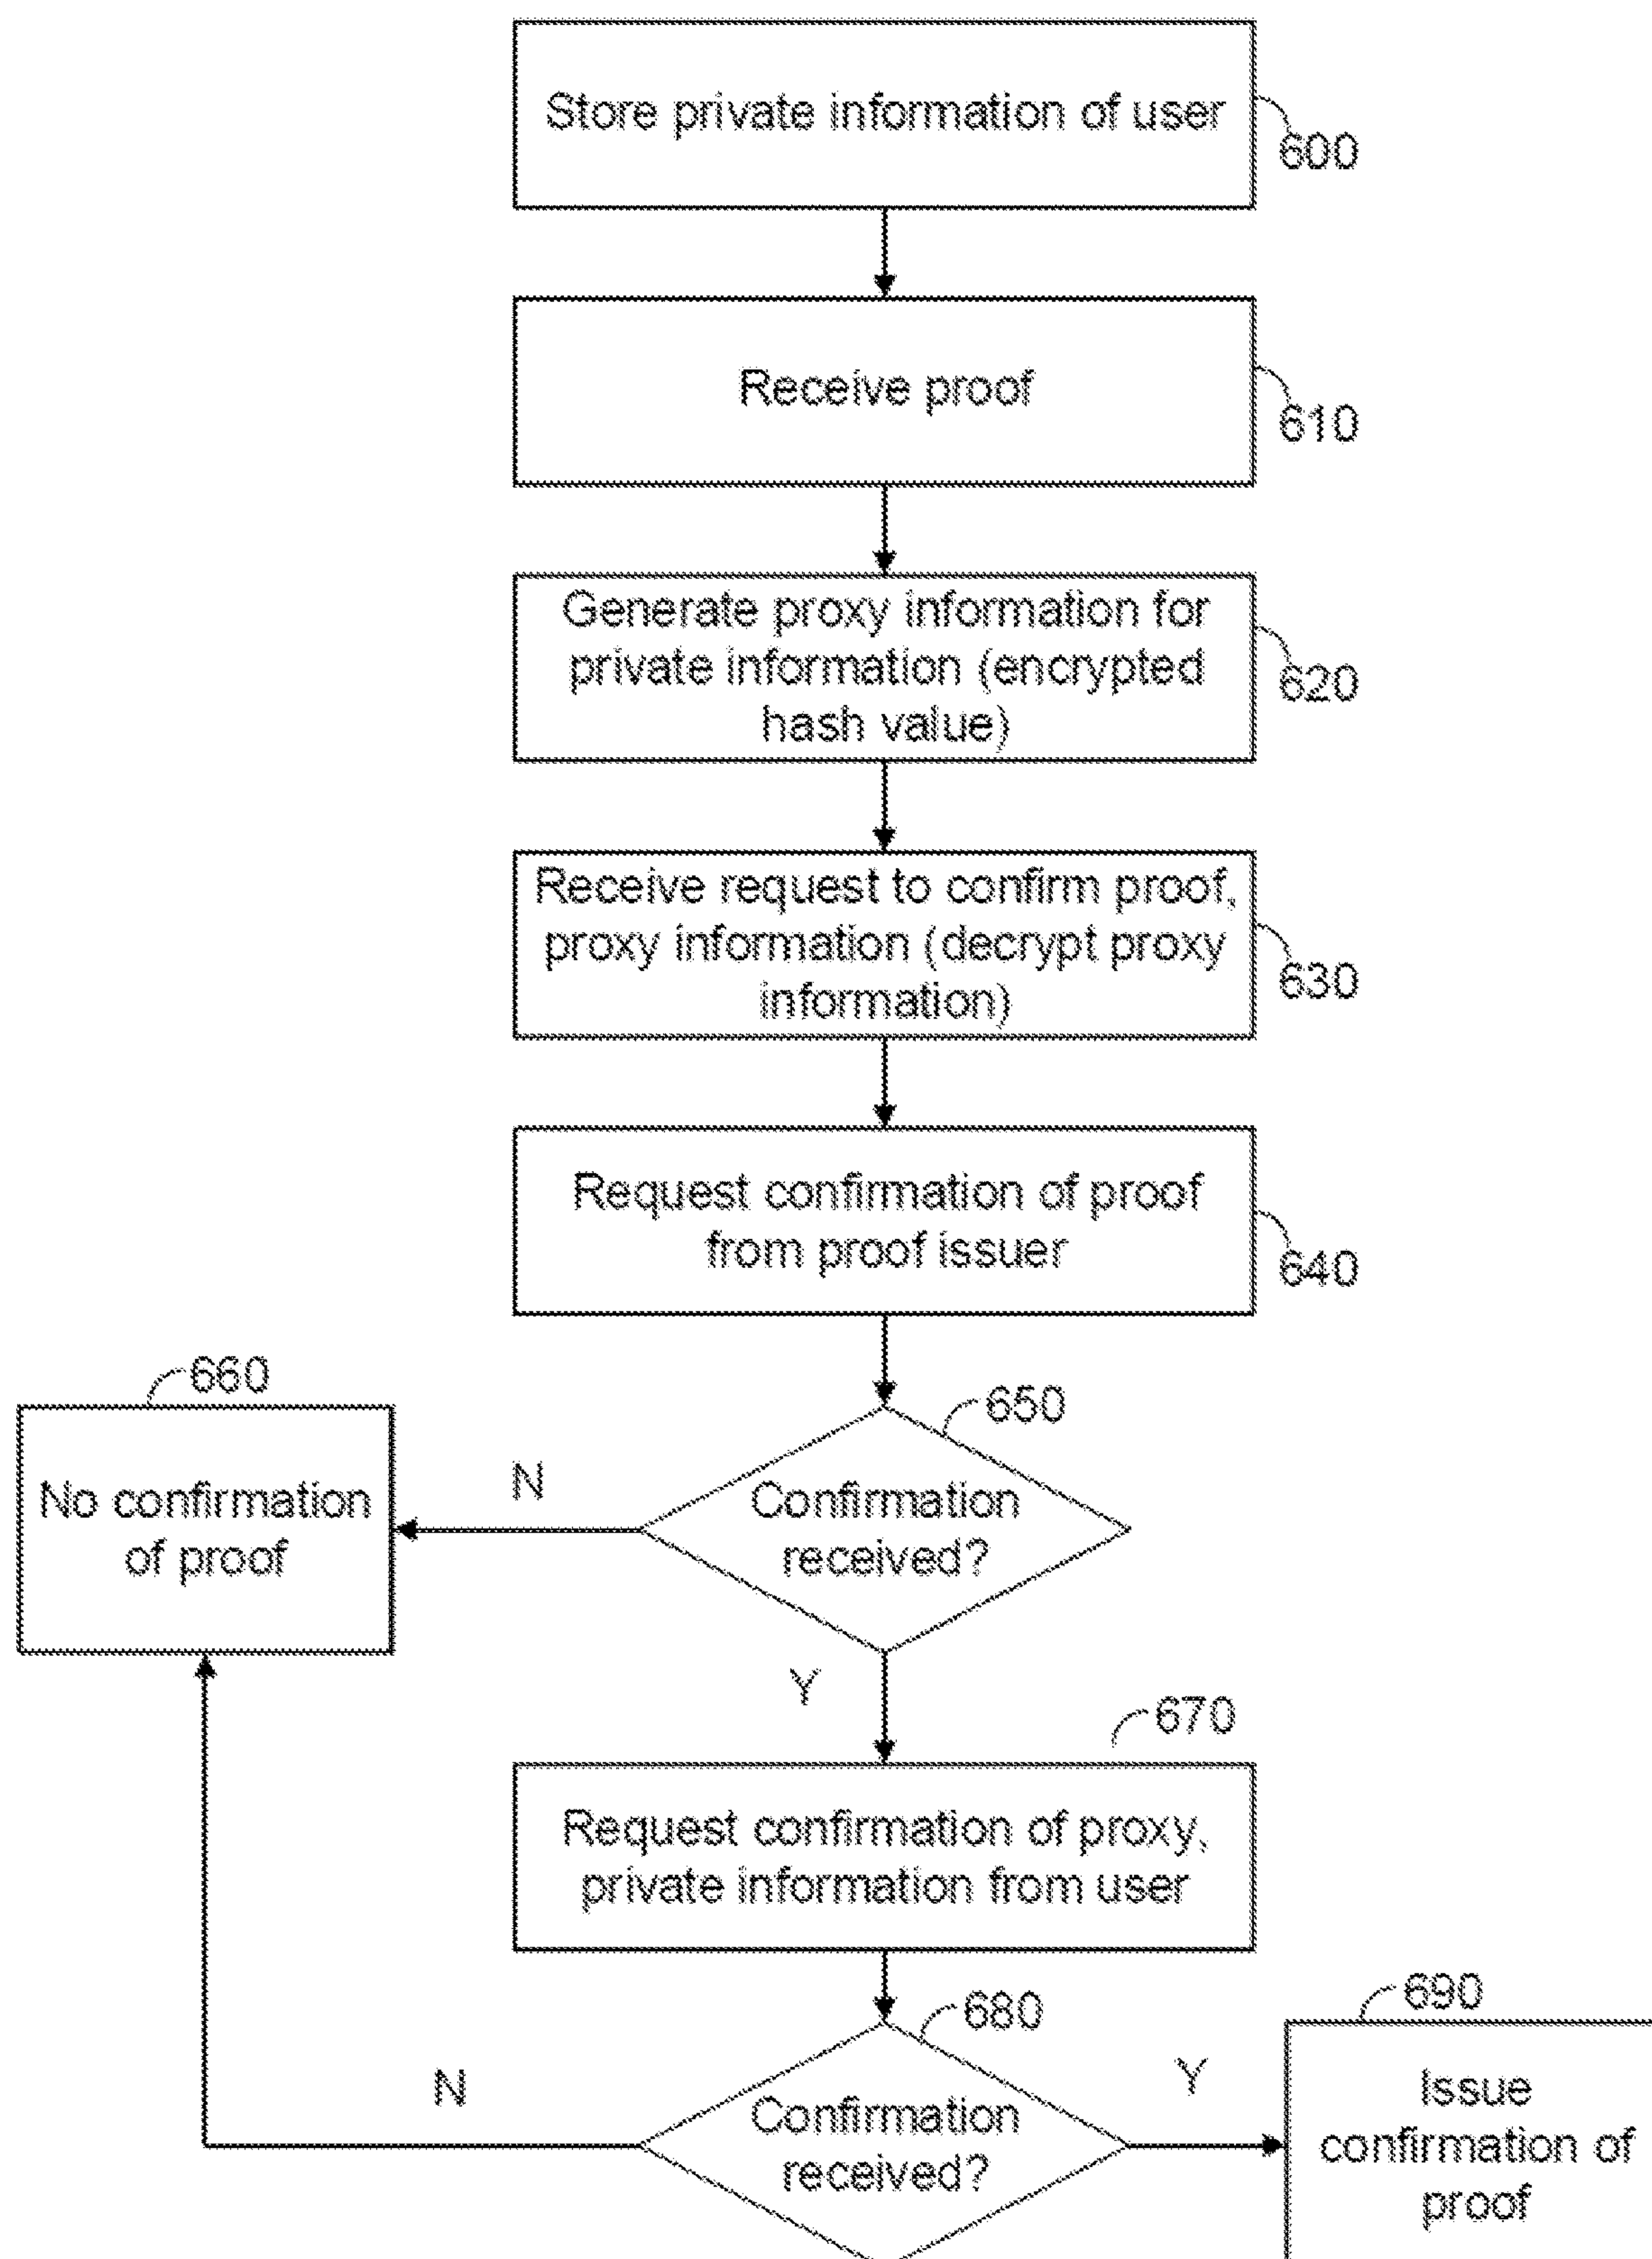 Store private information of user
600
Receive proof
610
Generate proxy information for
private information (encrypted
hash value)
620
Receive request to confirm proof,
proxy information (decrypt proxy
information)
630
Request confirmation of proof
from proof issuer
640
660
No confirmation
of proof
N
650
Confirmation
received?
Y
670
Request confirmation of proxy,
private information from user
680
Confirmation
received?
N
Y
690
Issue
confirmation of
proof